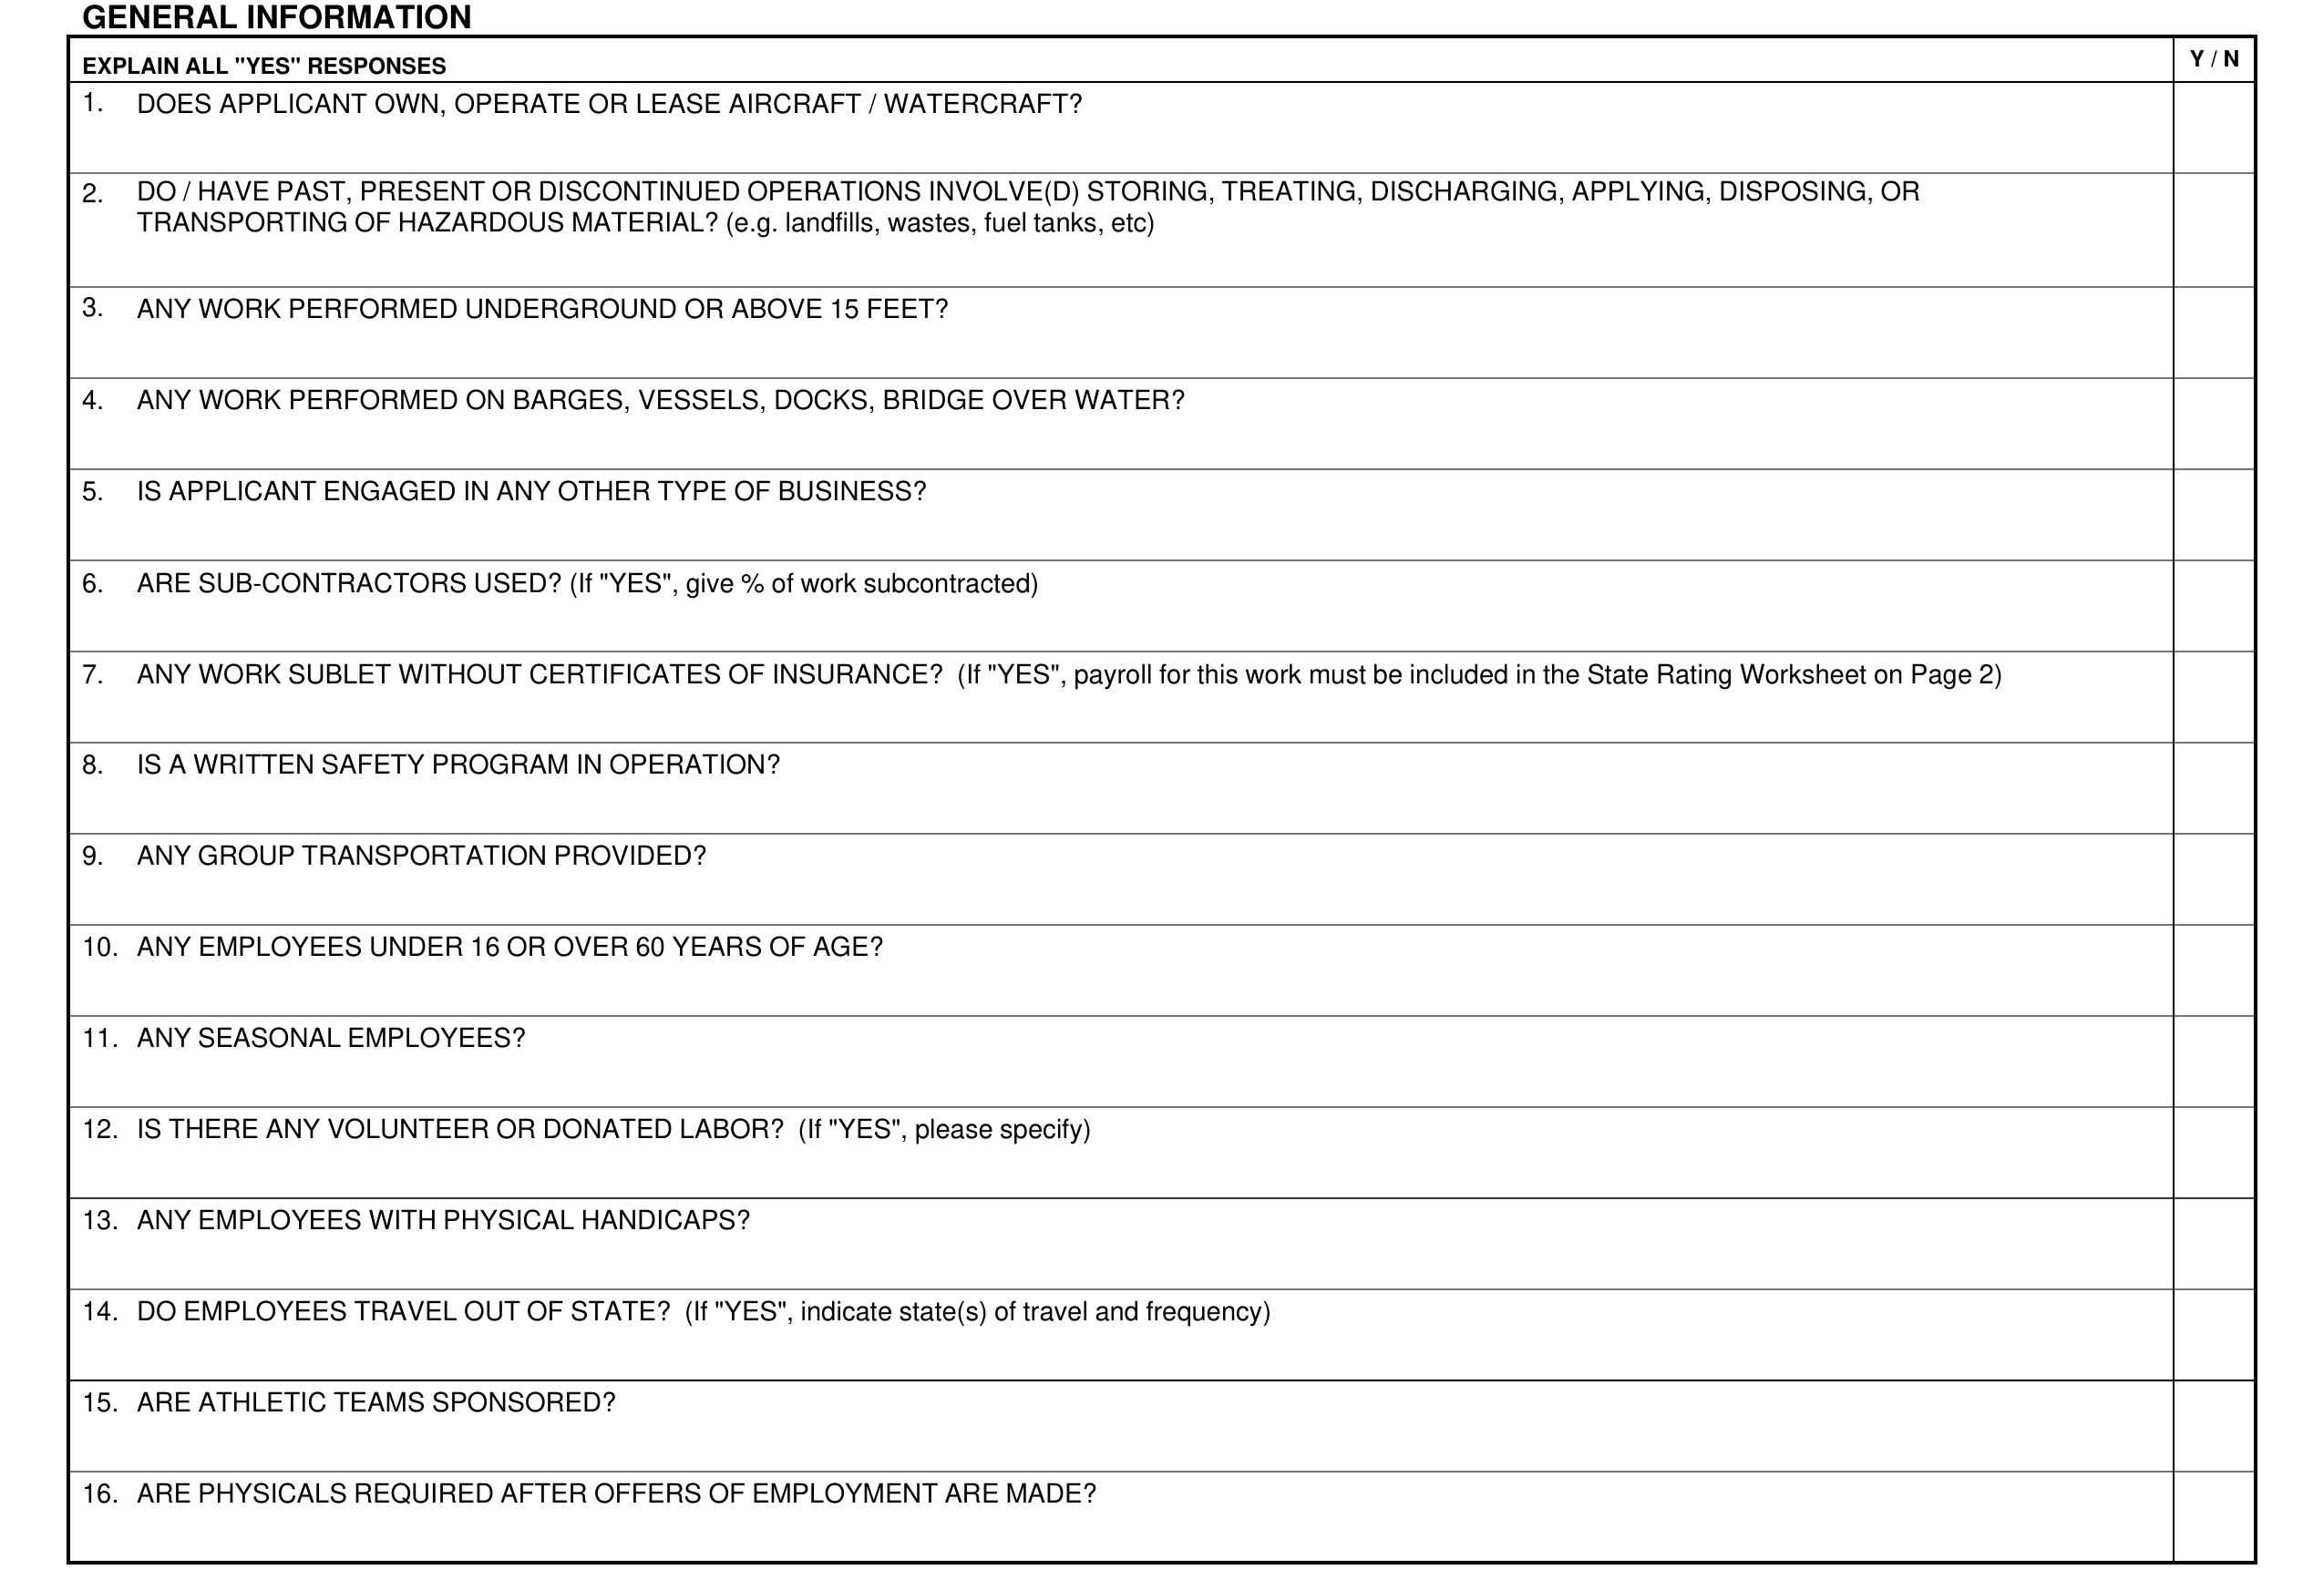 GENERAL INFORMATION
EXPLAIN ALL "YES" RESPONSES Y / N
1. DOES APPLICANT OWN, OPERATE OR LEASE AIRCRAFT / WATERCRAFT?
2. DO / HAVE PAST, PRESENT OR DISCONTINUED OPERATIONS INVOLVE(D) STORING, TREATING, DISCHARGING, APPLYING, DISPOSING, OR
TRANSPORTING OF HAZARDOUS MATERIAL? (e.g. landfills, wastes, fuel tanks, etc)
3. ANY WORK PERFORMED UNDERGROUND OR ABOVE 15 FEET?
4. ANY WORK PERFORMED ON BARGES, VESSELS, DOCKS, BRIDGE OVER WATER?
5. IS APPLICANT ENGAGED IN ANY OTHER TYPE OF BUSINESS?
6. ARE SUB-CONTRACTORS USED? (If "YES", give % of work subcontracted)
7. ANY WORK SUBLET WITHOUT CERTIFICATES OF INSURANCE? (If "YES", payroll for this work must be included in the State Rating Worksheet on Page 2)
8. IS A WRITTEN SAFETY PROGRAM IN OPERATION?
9. ANY GROUP TRANSPORTATION PROVIDED?
10. ANY EMPLOYEES UNDER 16 OR OVER 60 YEARS OF AGE?
11. ANY SEASONAL EMPLOYEES?
12. IS THERE ANY VOLUNTEER OR DONATED LABOR? (If "YES", please specify)
13. ANY EMPLOYEES WITH PHYSICAL HANDICAPS?
14. DO EMPLOYEES TRAVEL OUT OF STATE? (If "YES", indicate state(s) of travel and frequency)
15. ARE ATHLETIC TEAMS SPONSORED?
16. ARE PHYSICALS REQUIRED AFTER OFFERS OF EMPLOYMENT ARE MADE?